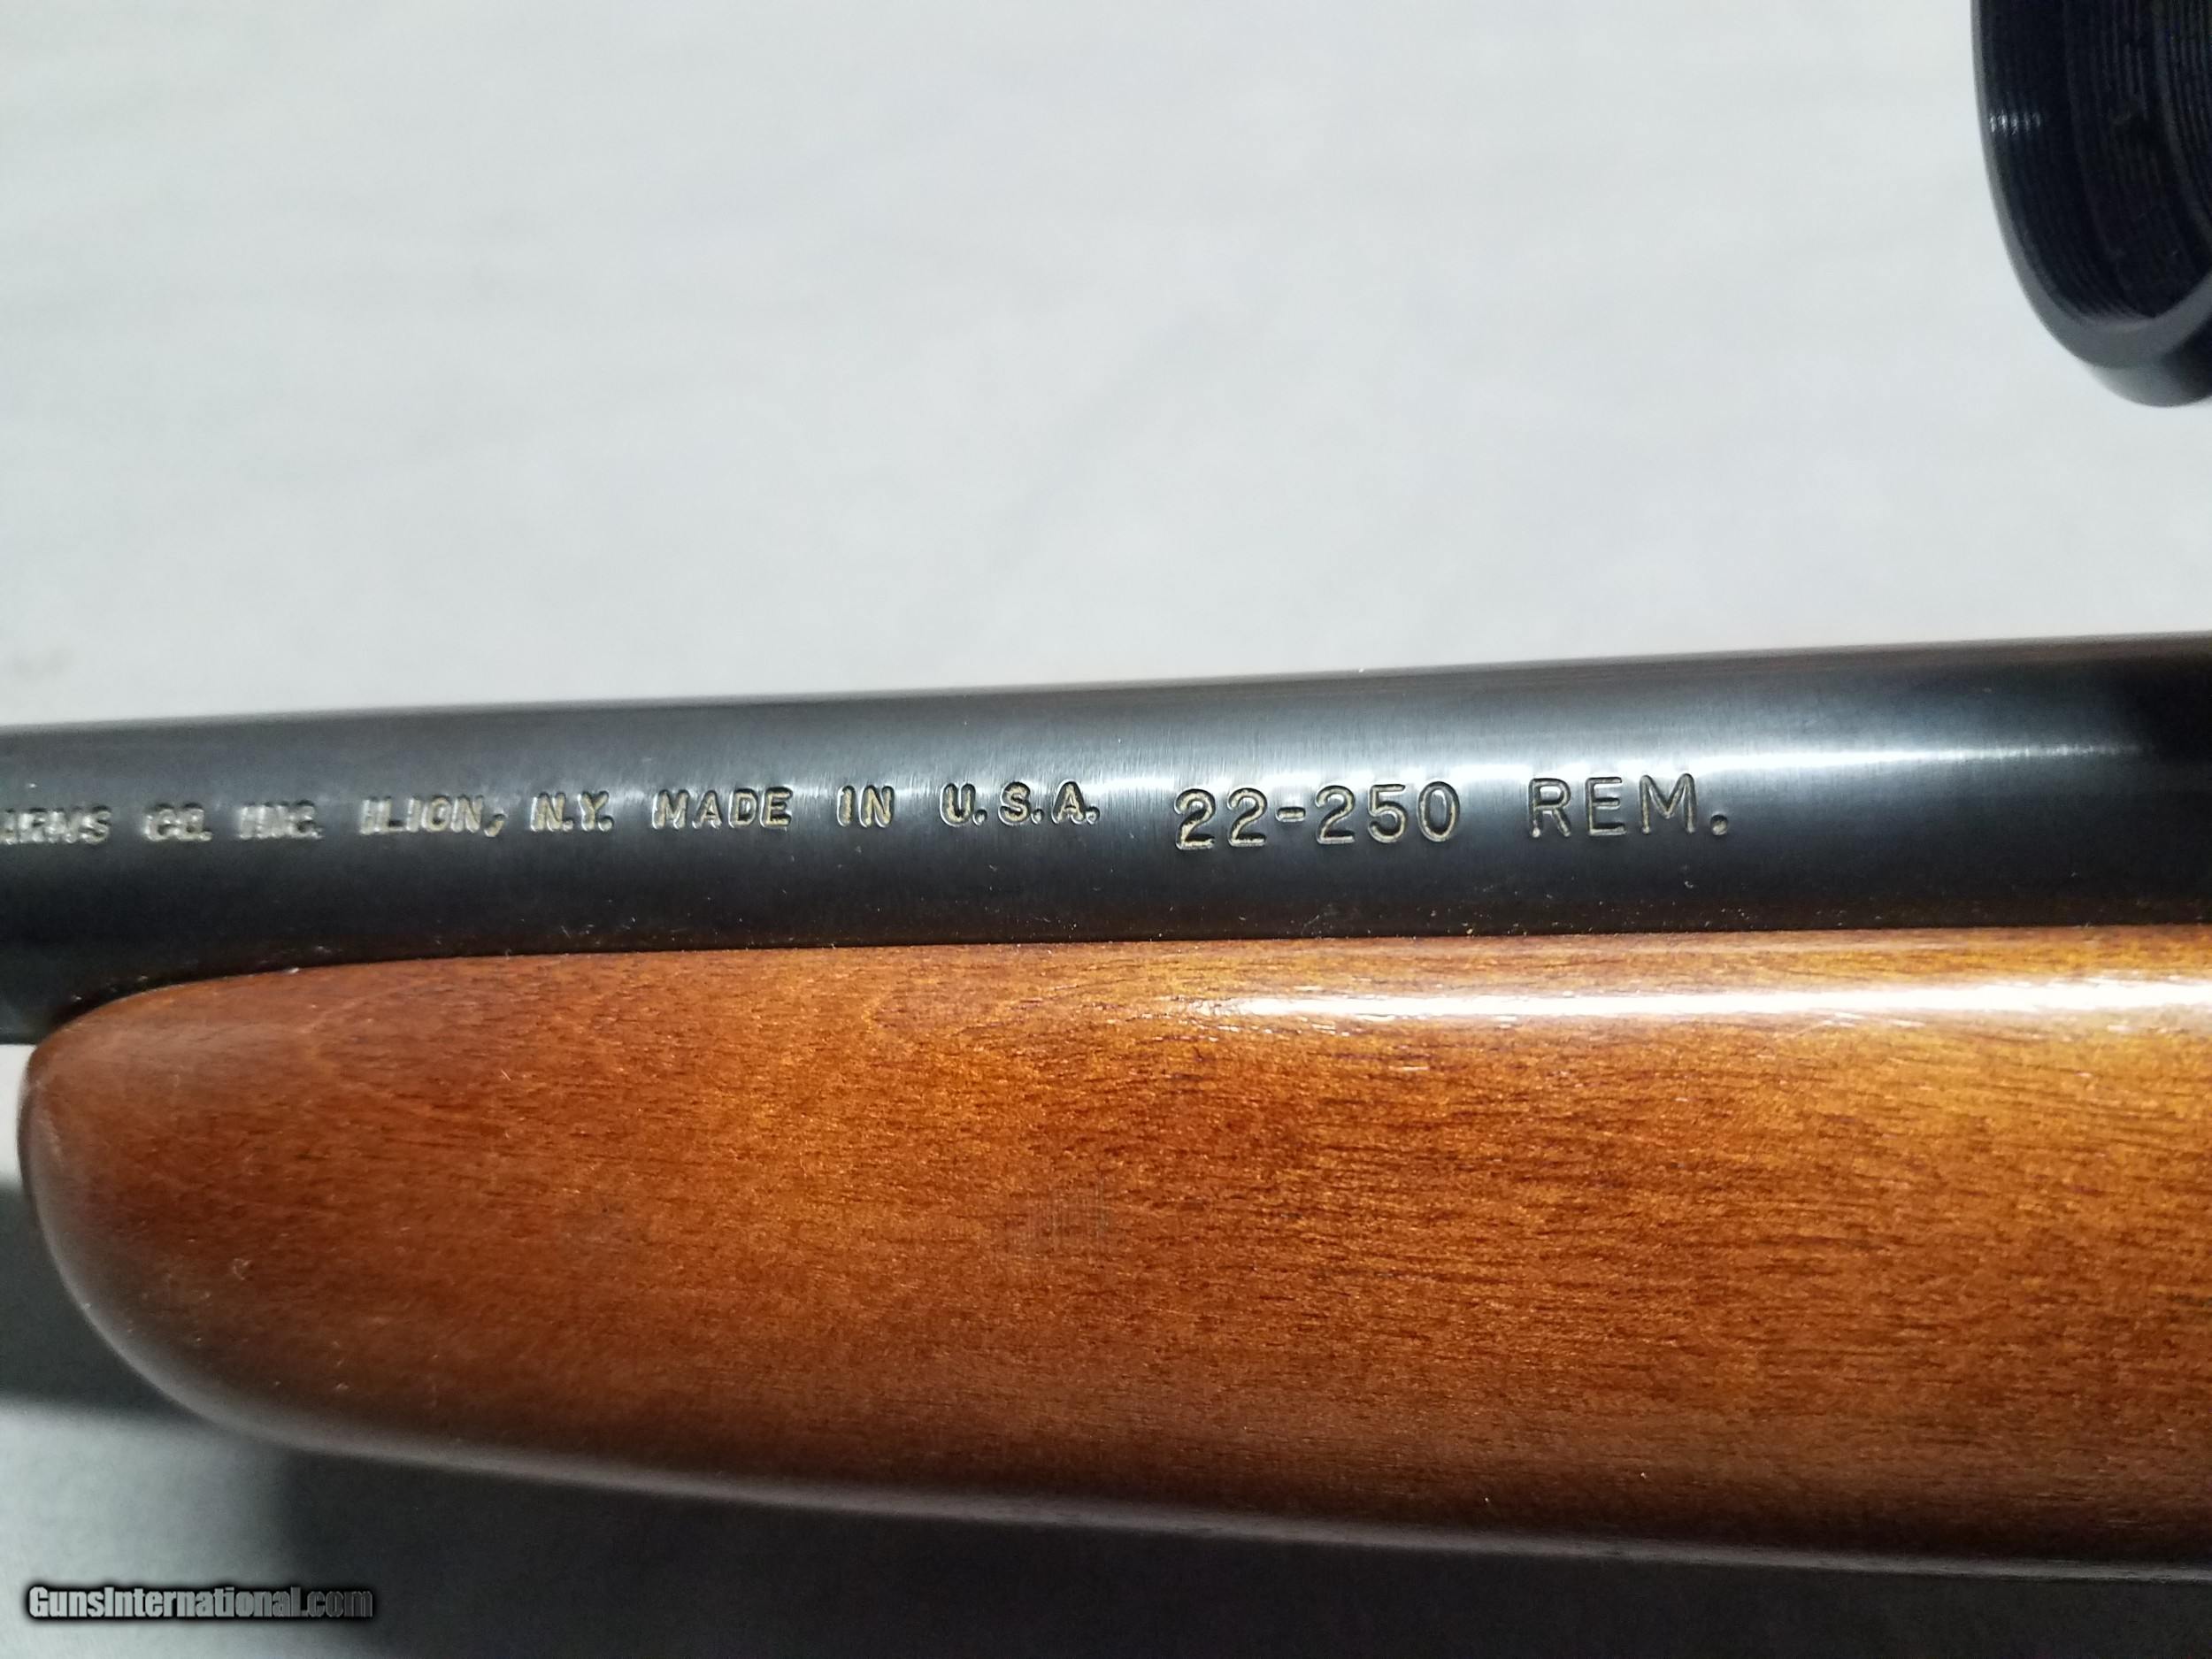 ARMS CO. INC. ILION, N.Y. MADE IN U.S.A. 22-250 REM.
GunsInternational.com